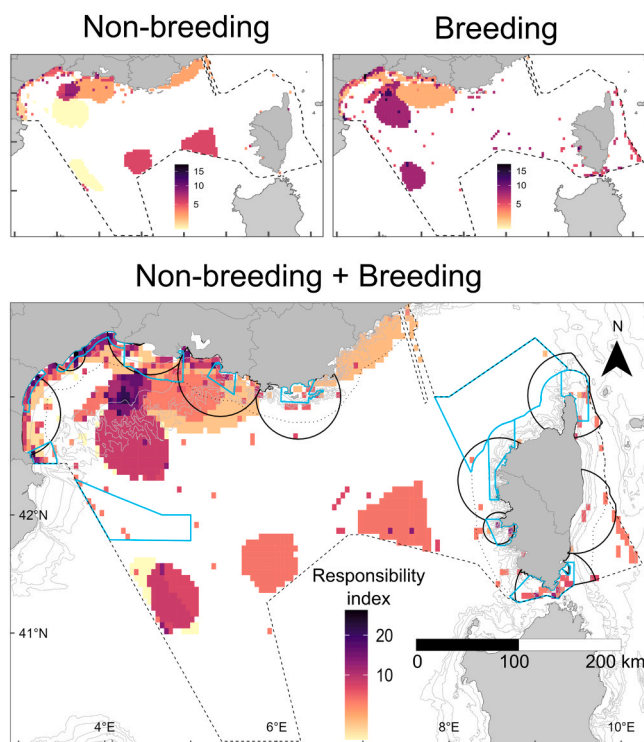 Non-breeding
Breeding
15
10
5
15
10
5
Non-breeding + Breeding
N
42°N
Responsibility
index
20
10
41°N
0 100 200 km
4°E 6°E 8°E 10°E